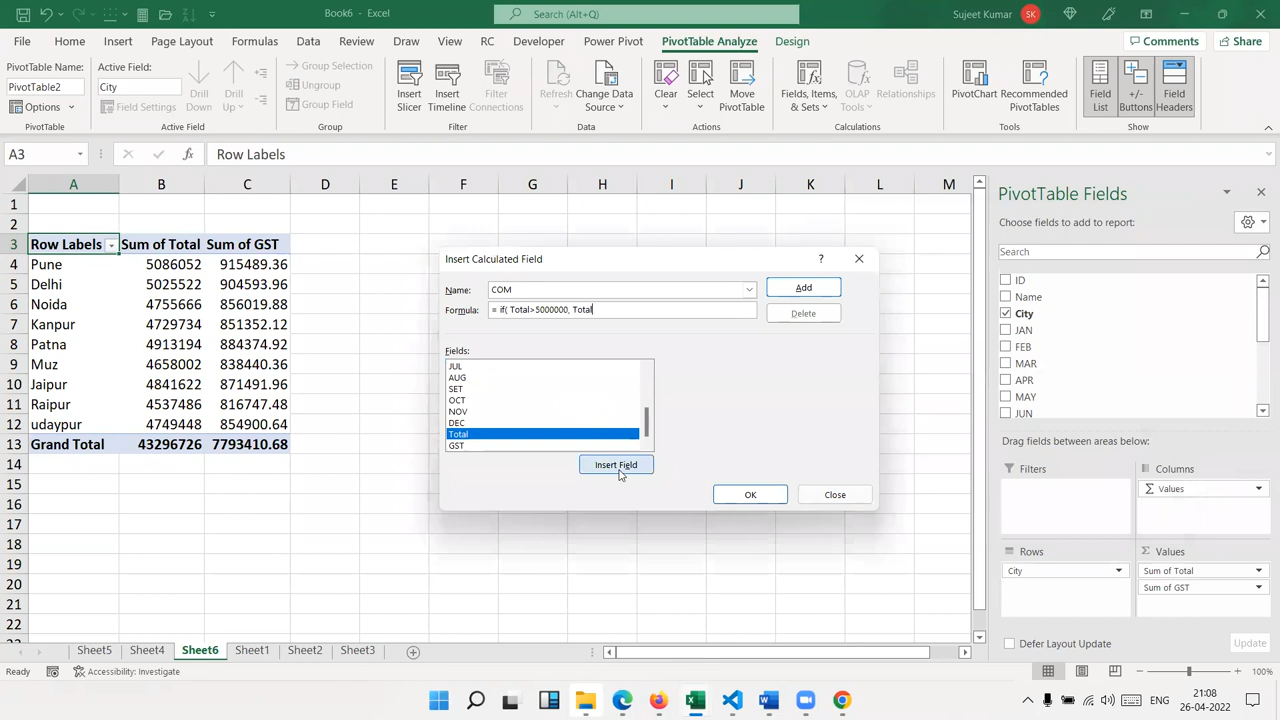 Book6 - Excel
Search (Alt+Q)
Sujeet Kumar
SK
File
Home
Insert
Page Layout
Formulas
Data
Review
Draw
View
RC
Developer
Power Pivot
PivotTable Analyze
Design
Comments
Share
PivotTable Name:
PivotTable2
Options
PivotTable
Active Field:
City
Field Settings
Drill Down
Drill Up
Active Field
Group Selection
Ungroup
Group Field
Group
Insert Slicer
Insert Timeline
Filter Connections
Filter
Refresh
Change Data Source
Data
Clear
Select
Move PivotTable
Actions
Fields, Items, & Sets
OLAP Tools
Relationships
Calculations
PivotChart
Recommended PivotTables
Tools
Field List
+/- Buttons
Field Headers
Show
A3
fx
Row Labels
A B C D E F G H I J K L M
1
2
3 Row Labels Sum of Total Sum of GST
4 Pune 5086052 915489.36
5 Delhi 5025522 904593.96
6 Noida 4755666 856019.88
7 Kanpur 4729734 851352.12
8 Patna 4913194 884374.92
9 Muz 4658002 838440.36
10 Jaipur 4841622 871491.96
11 Raipur 4537486 816747.48
12 udaypur 4749448 854900.64
13 Grand Total 43296726 7793410.68
14
15
16
17
18
19
20
21
22
Insert Calculated Field
?
Name:
COM
Add
Formula:
= if( Total>5000000, Total
Delete
Fields:
JUL
AUG
SET
OCT
NOV
DEC
Total
GST
Insert Field
OK
Close
PivotTable Fields
Choose fields to add to report:
Search
ID
Name
City
JAN
FEB
MAR
APR
MAY
JUN
Drag fields between areas below:
Filters
Columns
Σ Values
Rows
City
Σ Values
Sum of Total
Sum of GST
Defer Layout Update
Update
Sheet5
Sheet4
Sheet6
Sheet1
Sheet2
Sheet3
Ready
Accessibility: Investigate
100%
ENG
21:08
26-04-2022